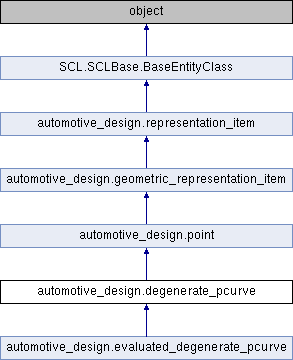 object
SCL.SCLBase.BaseEntityClass
automotive_design.representation_item
automotive_design.geometric_representation_item
automotive_design.point
automotive_design.degenerate_pcurve
automotive_design.evaluated_degenerate_pcurve